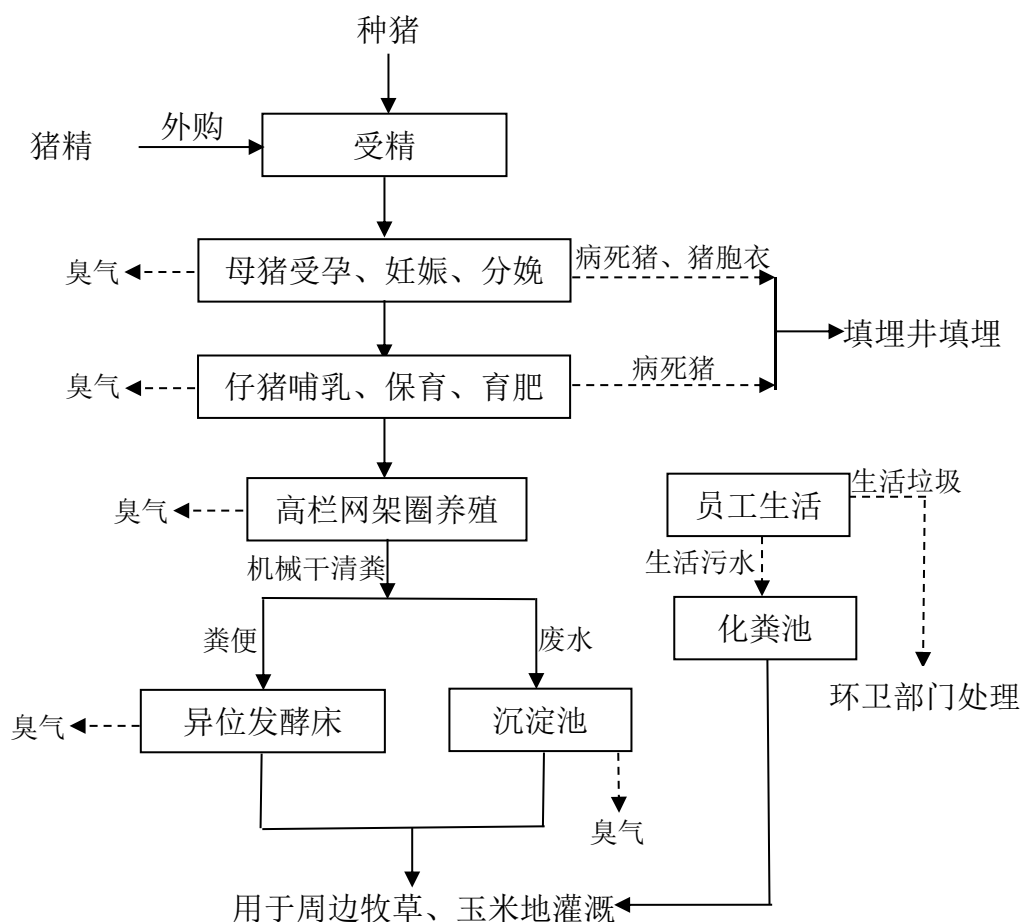 种猪
外购
猪精
受精
母猪受孕、妊娠、分娩
臭气
病死猪、猪胞衣
填埋井填埋
仔猪哺乳、保育、育肥
臭气
病死猪
高栏网架圈养殖
臭气
员工生活
生活垃圾
机械干清粪
生活污水
粪便
废水
化粪池
环卫部门处理
异位发酵床
臭气
沉淀池
臭气
用于周边牧草、玉米地灌溉